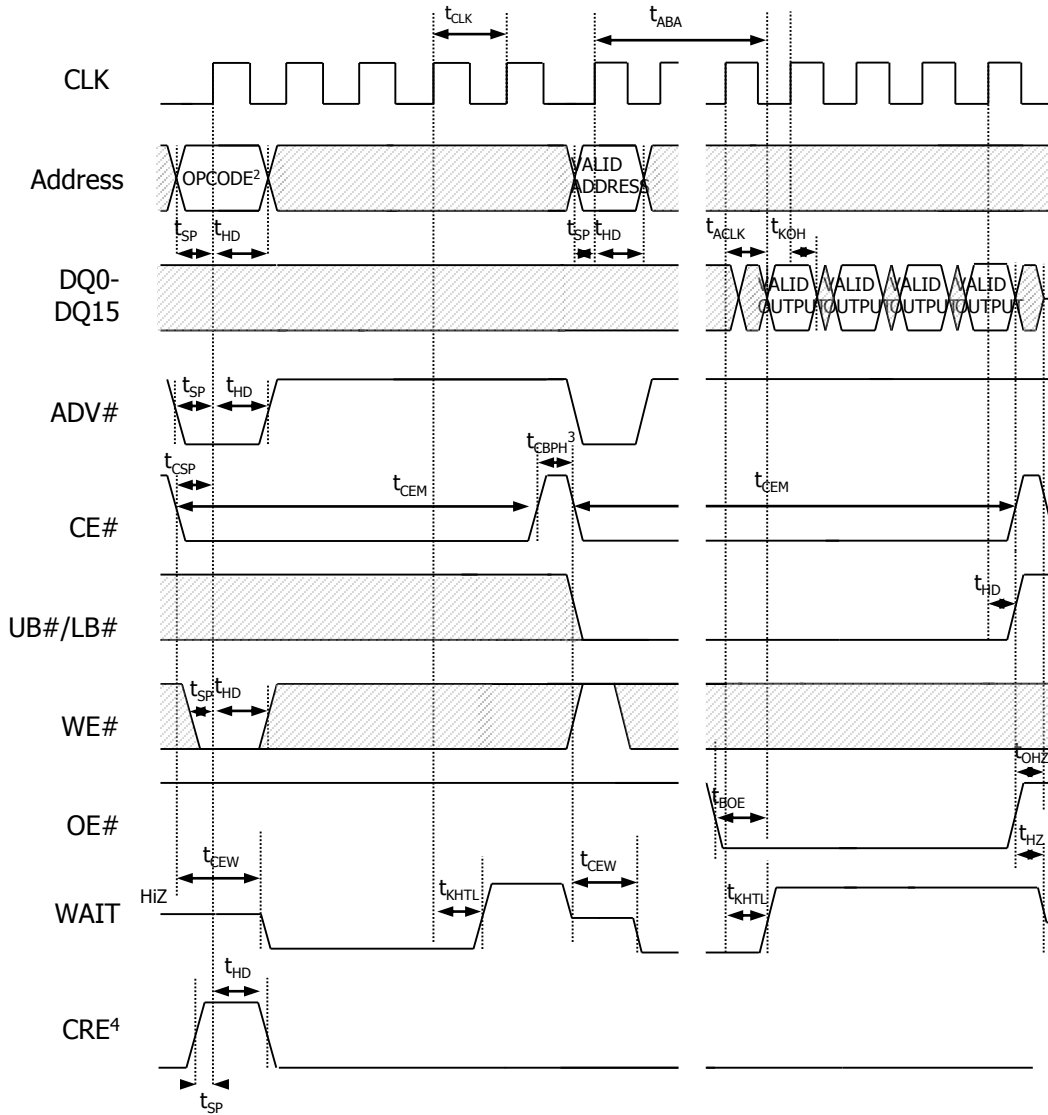 tCLK
tABA
CLK
Address
OPCODE2
VALID
ADDRESS
tSP
tHD
tSP
tHD
tACLK
tKOH
DQ0-
DQ15
VALID
OUTPUT
VALID
OUTPUT
VALID
OUTPUT
VALID
OUTPUT
ADV#
tSP
tHD
tCBPH3
tCSP
tCEM
tCEM
CE#
UB#/LB#
tHD
WE#
tSP
tHD
OE#
tBOE
tOHZ
tHZ
tCEW
tCEW
HiZ
WAIT
tKHTL
tKHTL
tHD
CRE4
tSP